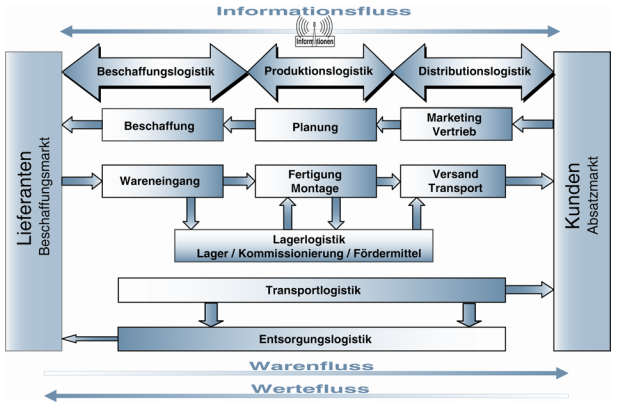 Informationsfluss
Informationen
Beschaffungslogistik
Produktionslogistik
Distributionslogistik
Beschaffung
Planung
Marketing
Vertrieb
Lieferanten
Beschaffungsmarkt
Wareneingang
Fertigung
Montage
Versand
Transport
Kunden
Absatzmarkt
Lagerlogistik
Lager / Kommissionierung / Fördermittel
Transportlogistik
Entsorgungslogistik
Warenfluss
Wertefluss